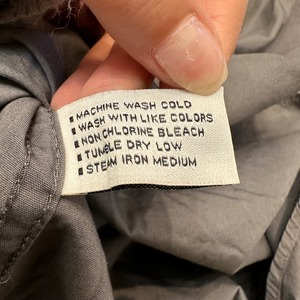 ▪ MACHINE WASH COLD
▪ WASH WITH LIKE COLORS
▪ NON CHLORINE BLEACH
▪ TUMBLE DRY LOW
▪ STEAM IRON MEDIUM